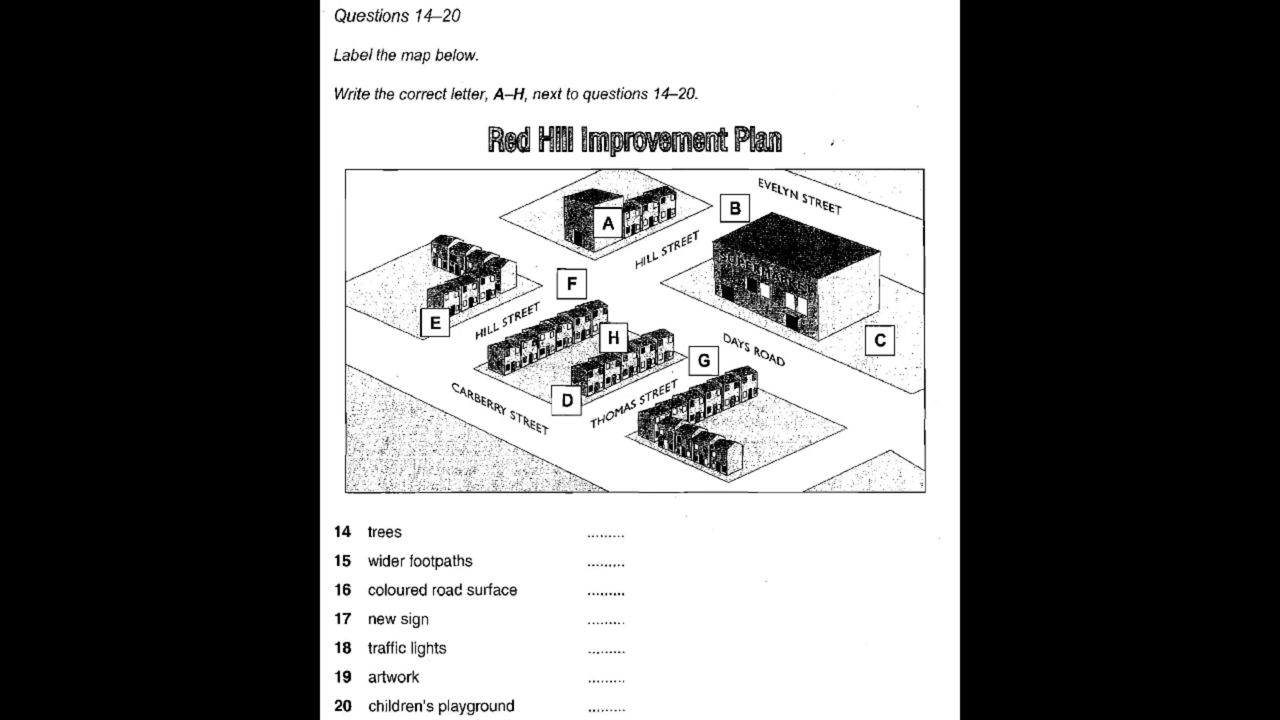 Questions 14–20
Label the map below.
Write the correct letter, A–H, next to questions 14–20.
Red Hill Improvement Plan
EVELYN STREET
B
A
HILL STREET
SUPERMARKET
F
E
HILL STREET
H
C
DAYS ROAD
G
D
CARBERRY STREET
THOMAS STREET
14 trees .........
15 wider footpaths .........
16 coloured road surface .........
17 new sign .........
18 traffic lights .........
19 artwork .........
20 children's playground .........